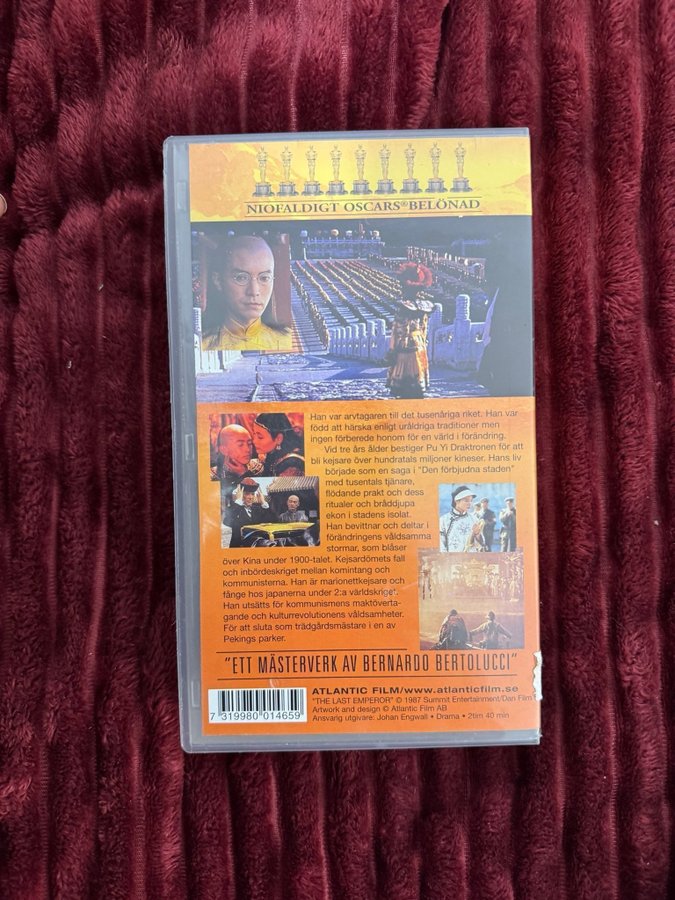 NIOFALDIGT OSCARS®BELÖNAD
Han var arvtagaren till det tusenåriga riket. Han var
född att härska enligt uråldriga traditioner men
ingen förberede honom för en värld i förändring.
Vid tre års ålder bestiger Pu Yi Draktronen för att
bli kejsare över hundratals miljoner kineser. Hans liv
började som en saga i "Den förbjudna staden"
med tusentals tjänare,
flödande prakt och dess
ritualer och bråddjupa
ekon i stadens isolat.
Han bevittnar och deltar i
förändringens våldsamma
stormar, som blåser
över Kina under 1900-talet. Kejsardömets fall
och inbördeskriget mellan komintang och
kommunisterna. Han är marionettkejsare och
fånge hos japanerna under 2:a världskriget.
Han utsätts för kommunismens maktöverta-
gande och kulturrevolutionens våldsamheter.
För att sluta som trädgårdsmästare i en av
Pekings parker.
"ETT MÄSTERVERK AV BERNARDO BERTOLUCCI"
ATLANTIC FILM/www.atlanticfilm.se
"THE LAST EMPEROR" © 1987 Summit Entertainment/Dan Film
Artwork and design © Atlantic Film AB
Ansvarig utgivare: Johan Engwall • Drama • 2tim 40 min
7 319980 014659